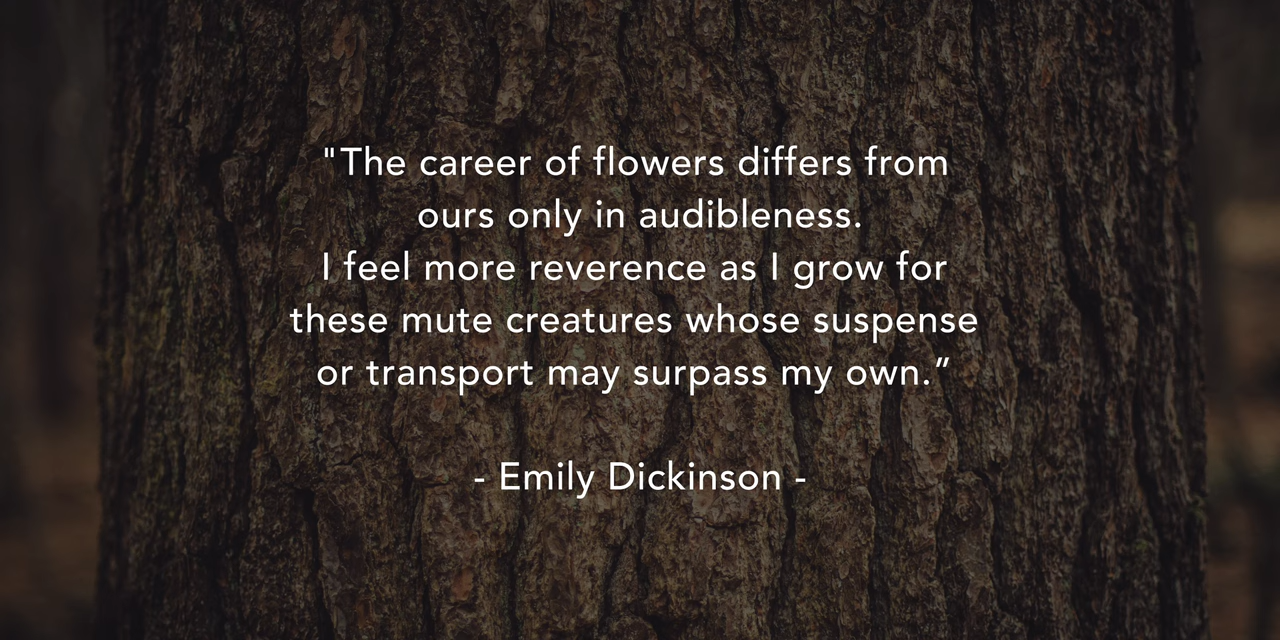 "The career of flowers differs from
ours only in audibleness.
I feel more reverence as I grow for
these mute creatures whose suspense
or transport may surpass my own.”
- Emily Dickinson -